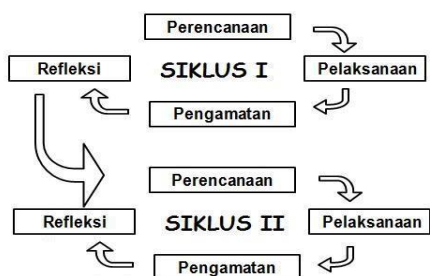 Perencanaan
Refleksi
SIKLUS I
Pelaksanaan
Pengamatan
Perencanaan
Refleksi
SIKLUS II
Pelaksanaan
Pengamatan